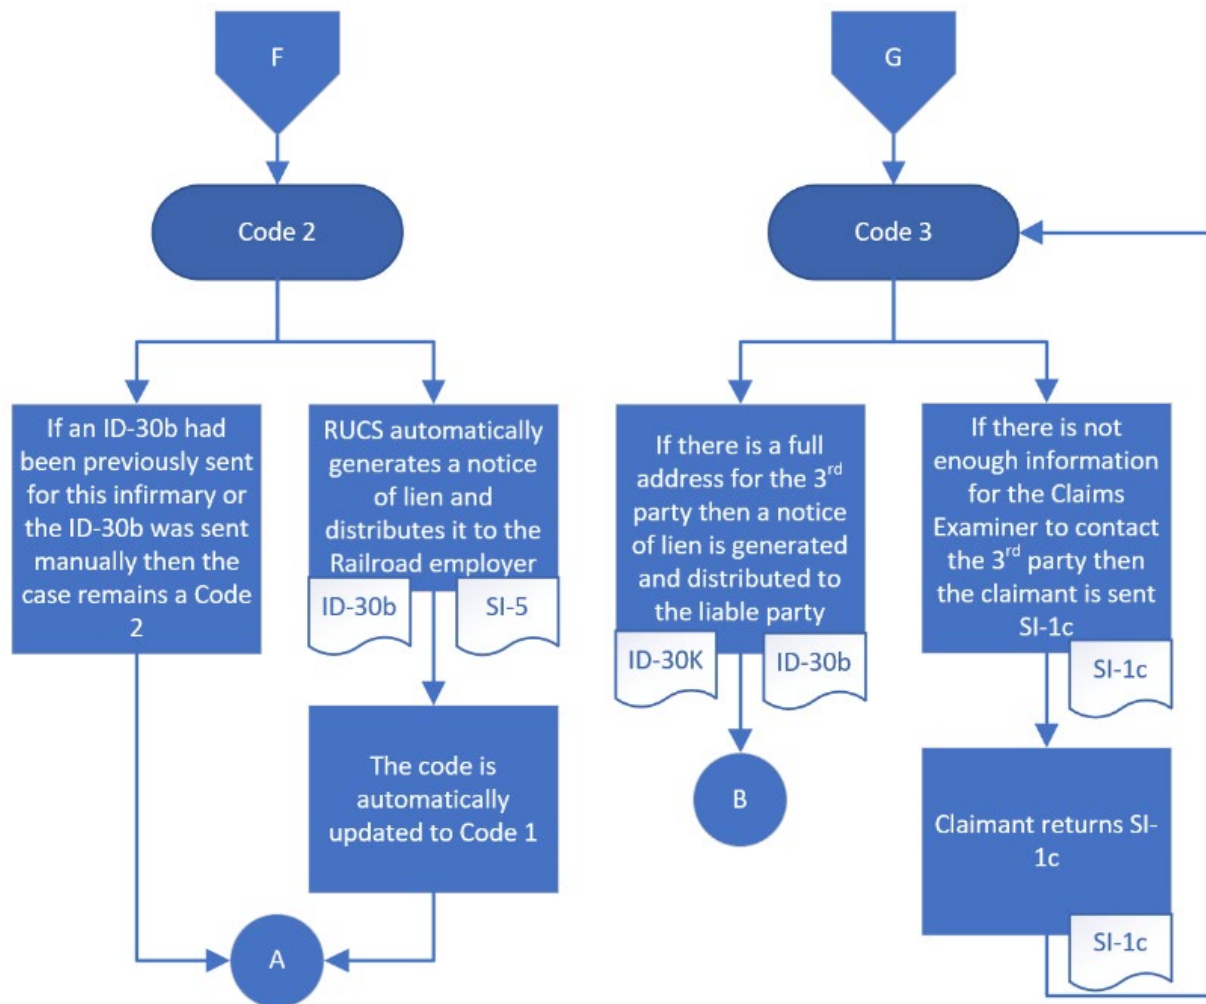 F
Code 2
If an ID-30b had
been previously sent
for this infirmary or
the ID-30b was sent
manually then the
case remains a Code
2
RUCS automatically
generates a notice
of lien and
distributes it to the
Railroad employer
ID-30b
SI-5
The code is
automatically
updated to Code 1
A
G
Code 3
If there is a full
address for the 3rd
party then a notice
of lien is generated
and distributed to
the liable party
ID-30K
ID-30b
B
If there is not
enough information
for the Claims
Examiner to contact
the 3rd party then
the claimant is sent
SI-1c
SI-1c
Claimant returns SI-
1c
SI-1c